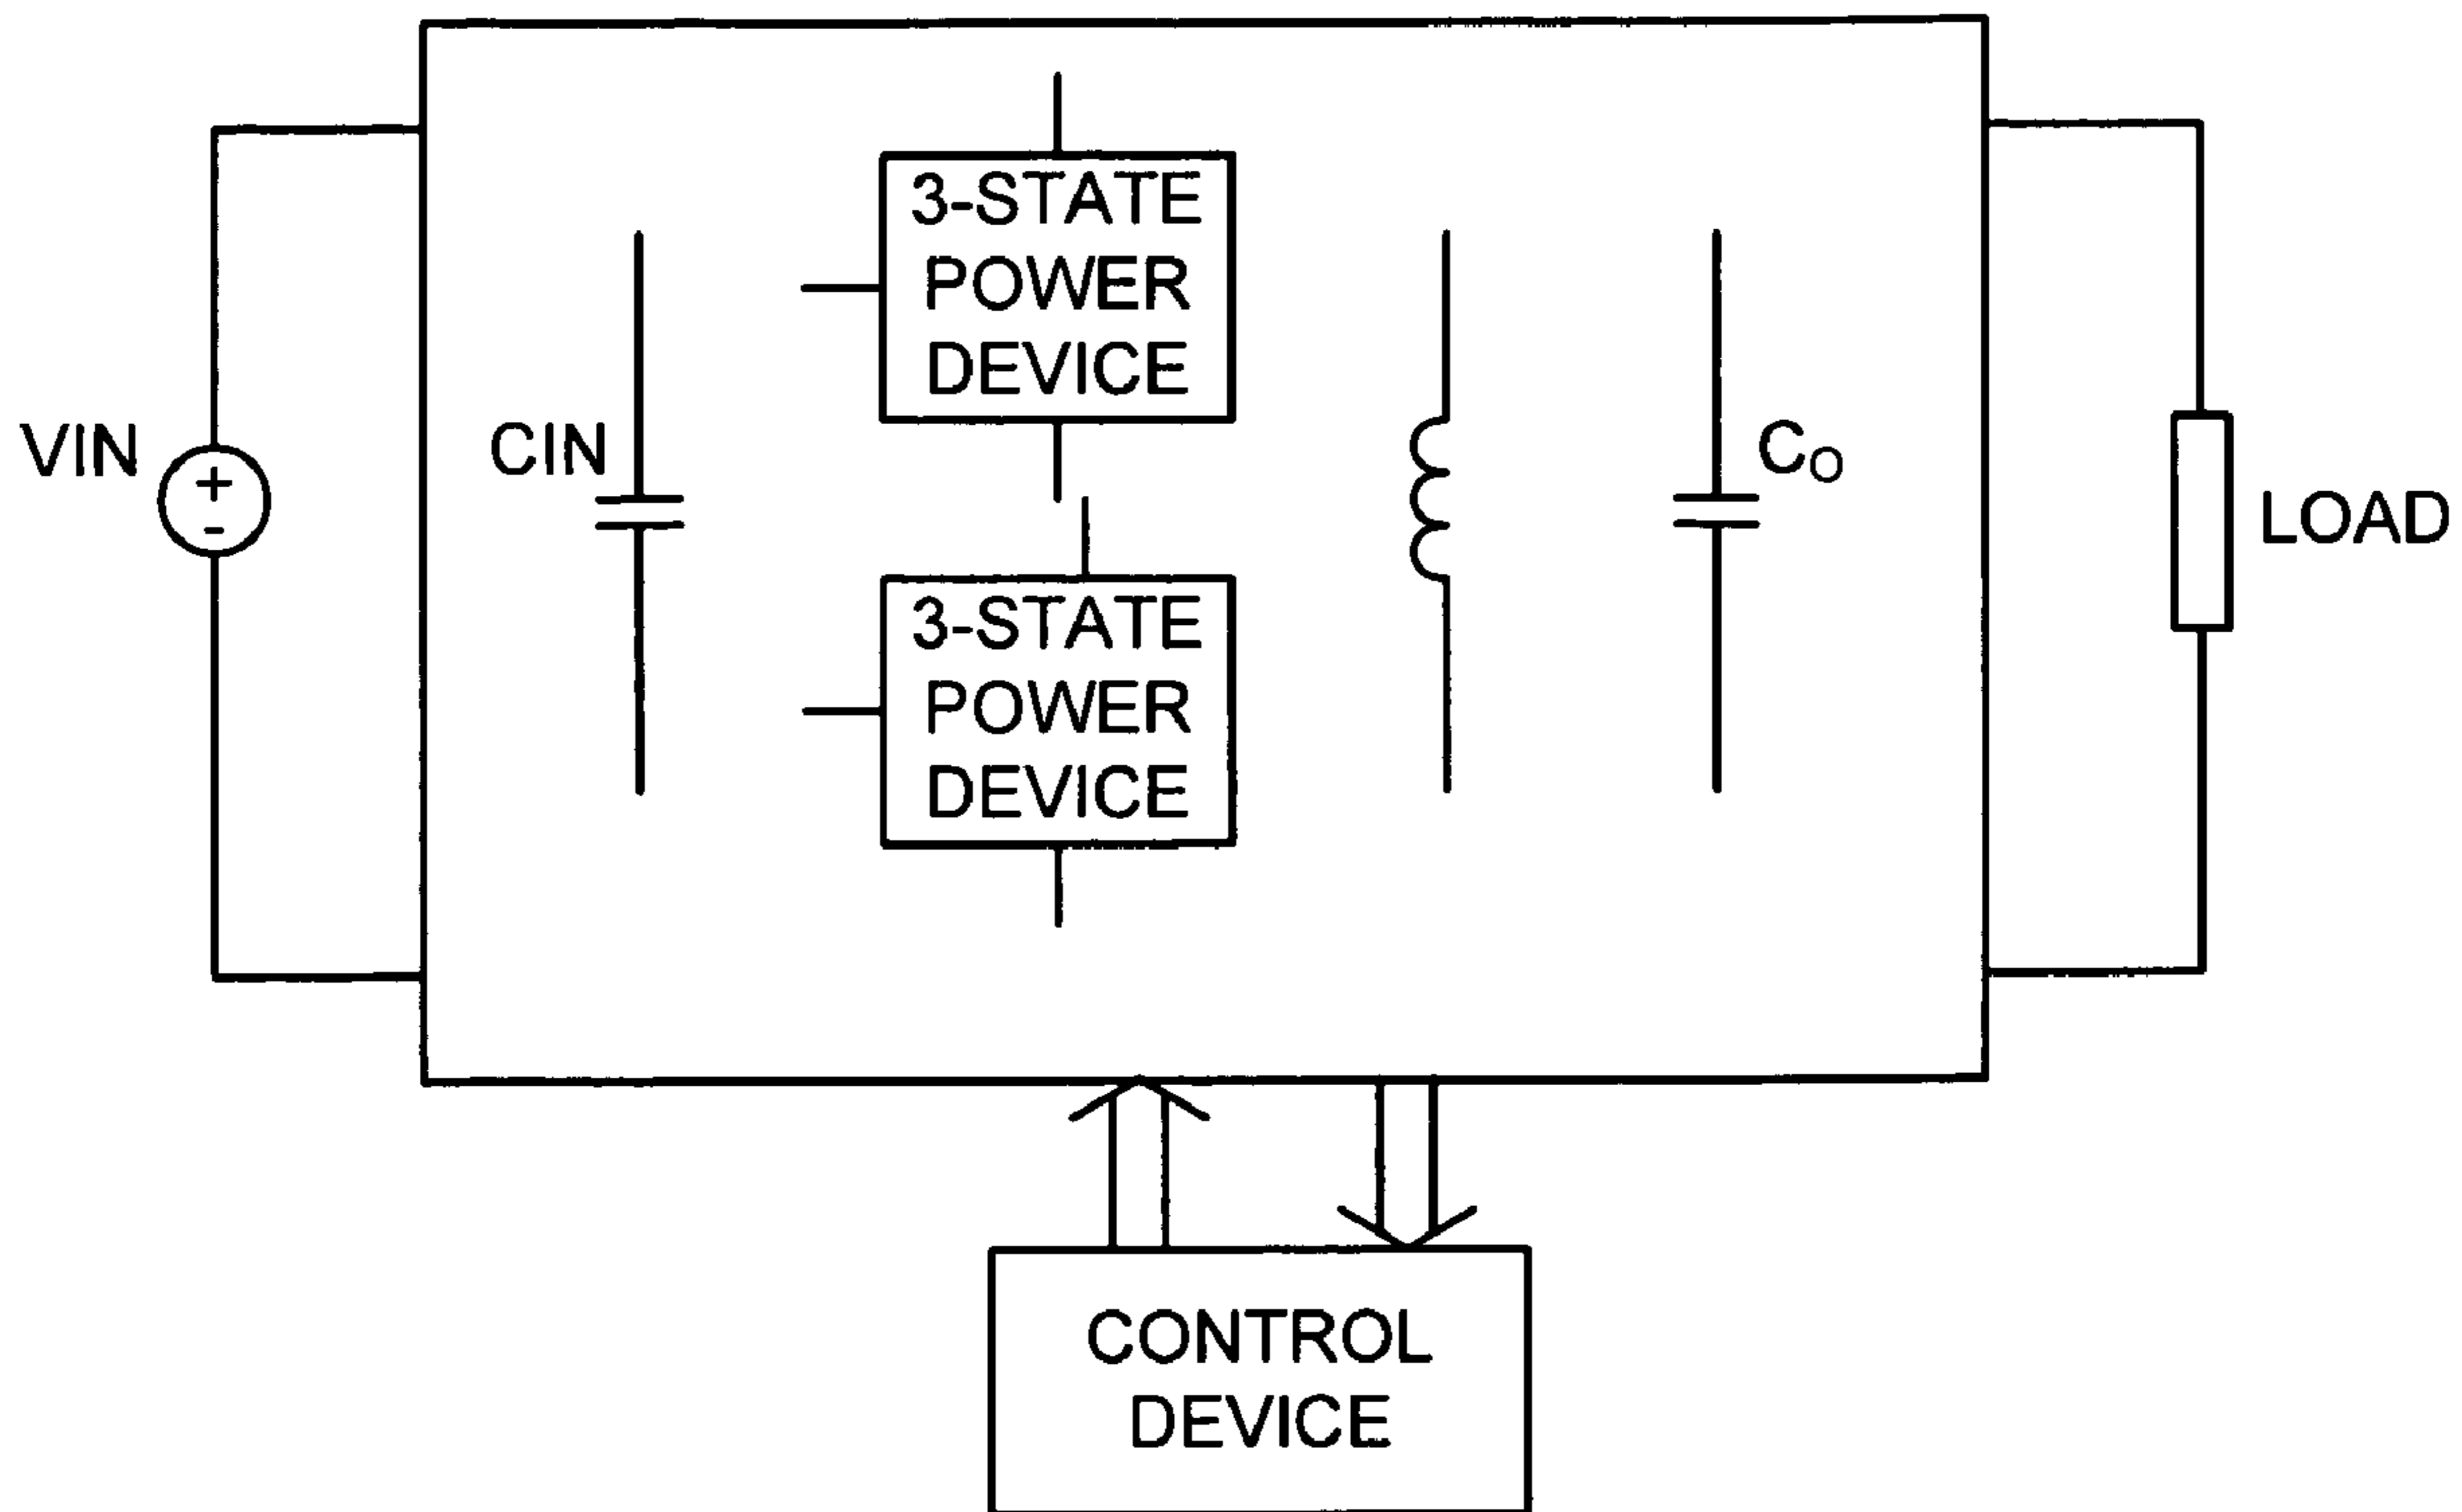 3-STATE
POWER
DEVICE
VIN
+
-
CIN
CO
LOAD
3-STATE
POWER
DEVICE
CONTROL
DEVICE